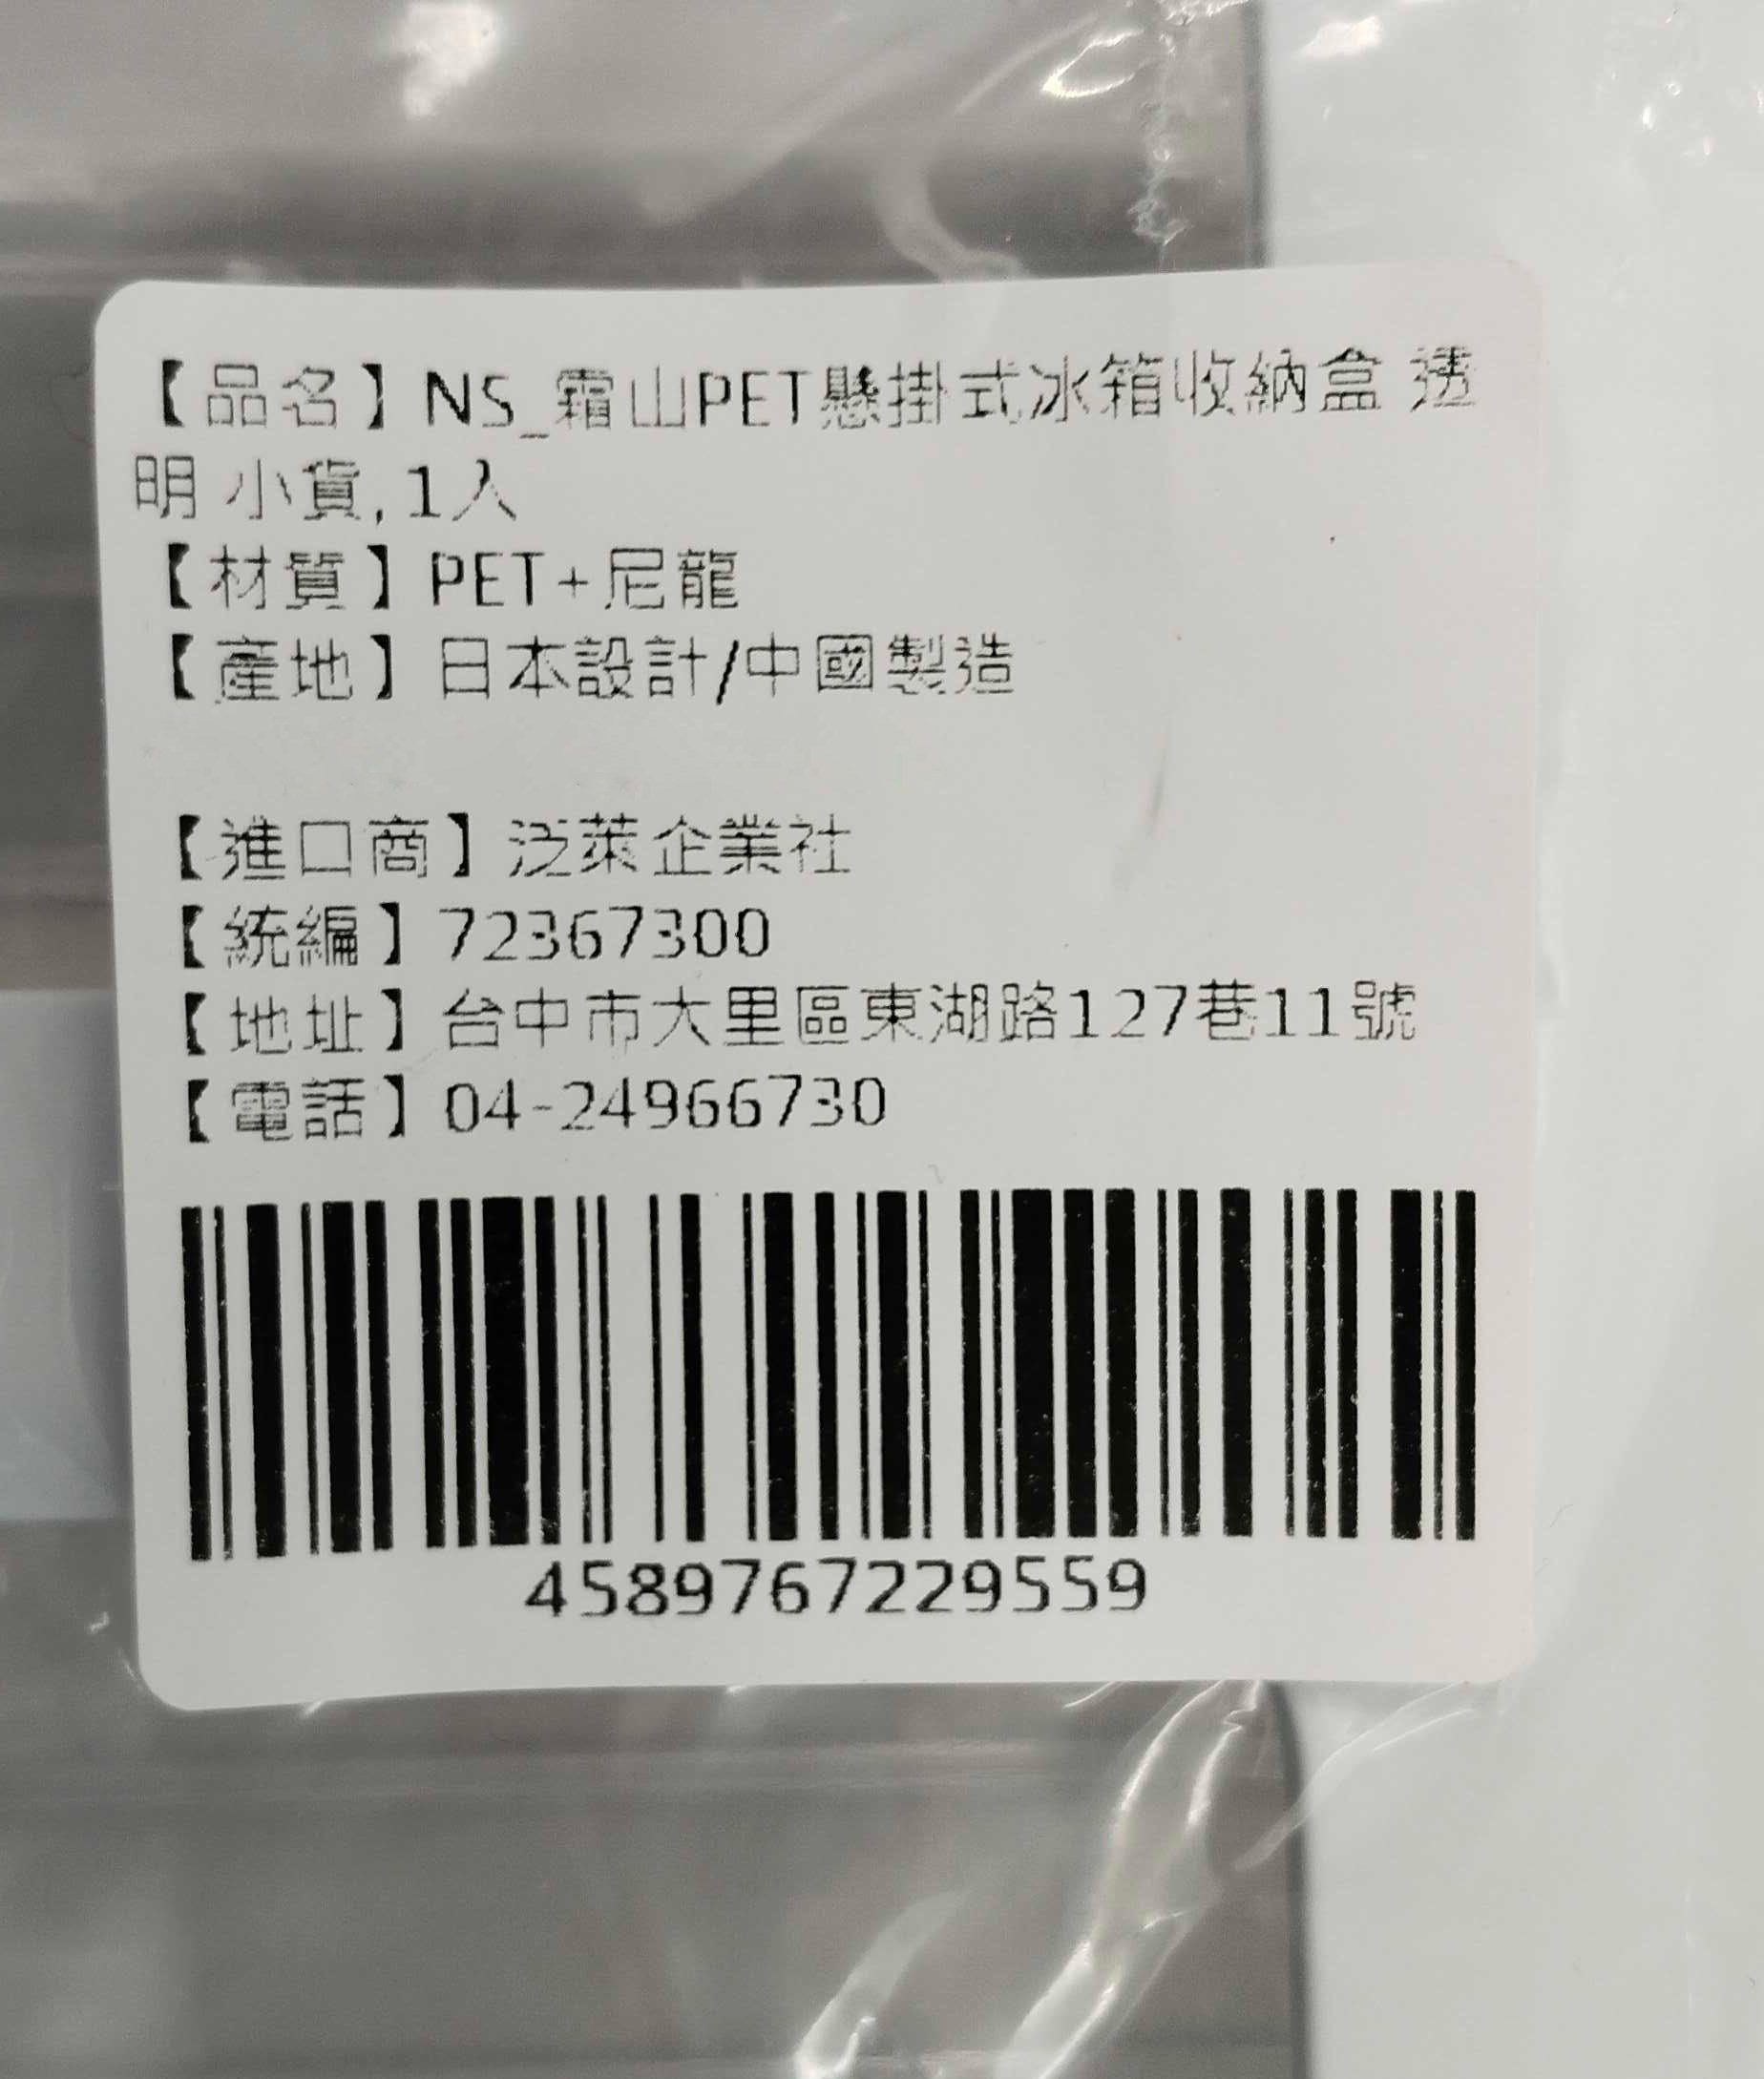 【品名】NS_霜山PET懸掛式冰箱收納盒 透
明 小貨,1入
【材質】PET+尼龍
【產地】日本設計/中國製造
【進口商】泛萊企業社
【統編】72367300
【地址】台中市大里區東湖路127巷11號
【電話】04-24966730
4589767229559